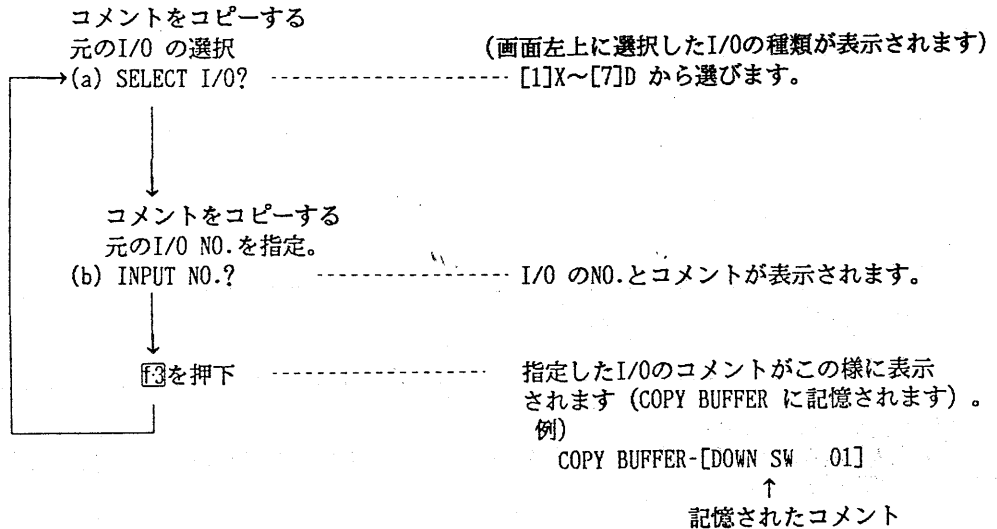 コメントをコピーする
元のI/O の選択
(画面左上に選択したI/Oの種類が表示されます)
(a) SELECT I/O?
[1]X～[7]D から選びます。
コメントをコピーする
元のI/O NO.を指定。
(b) INPUT NO.?
I/O のNO.とコメントが表示されます。
f·3を押下
指定したI/Oのコメントがこの様に表示
されます (COPY BUFFER に記憶されます) 。
例)
COPY BUFFER-[DOWN SW 01]
↑
記憶されたコメント